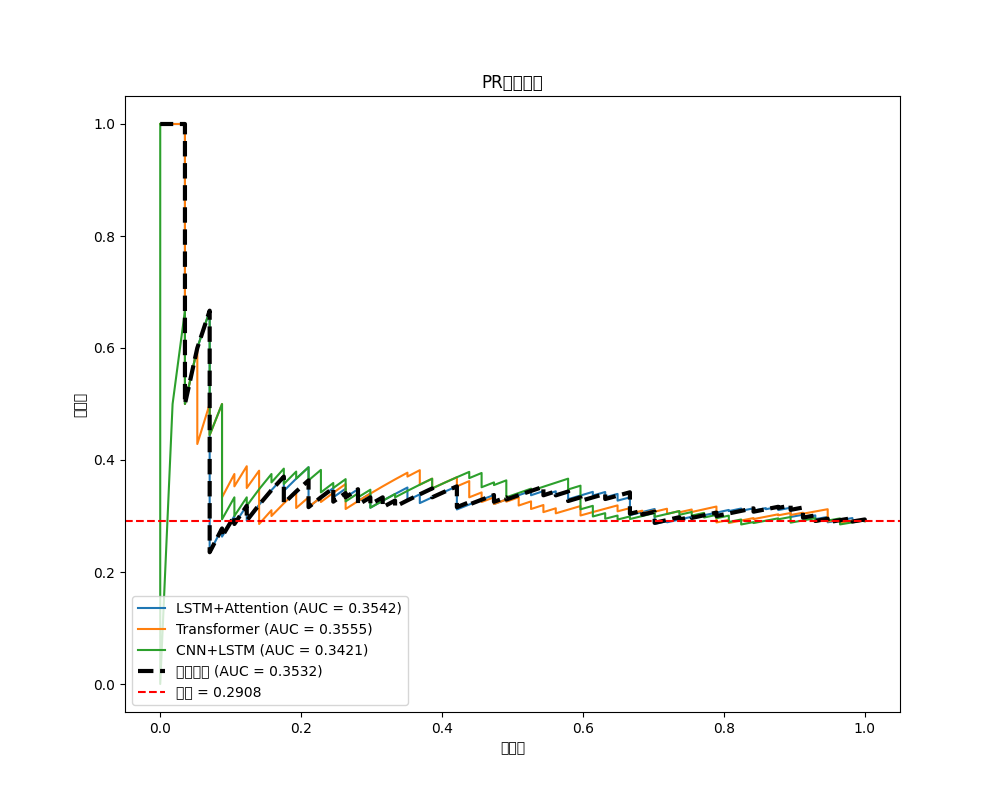 PR
1.0
0.8
0.6
0.4
0.2
0.0
LSTM+Attention (AUC = 0.3542)
Transformer (AUC = 0.3555)
CNN+LSTM (AUC = 0.3421)
(AUC = 0.3532)
= 0.2908
0.0 0.2 0.4 0.6 0.8 1.0